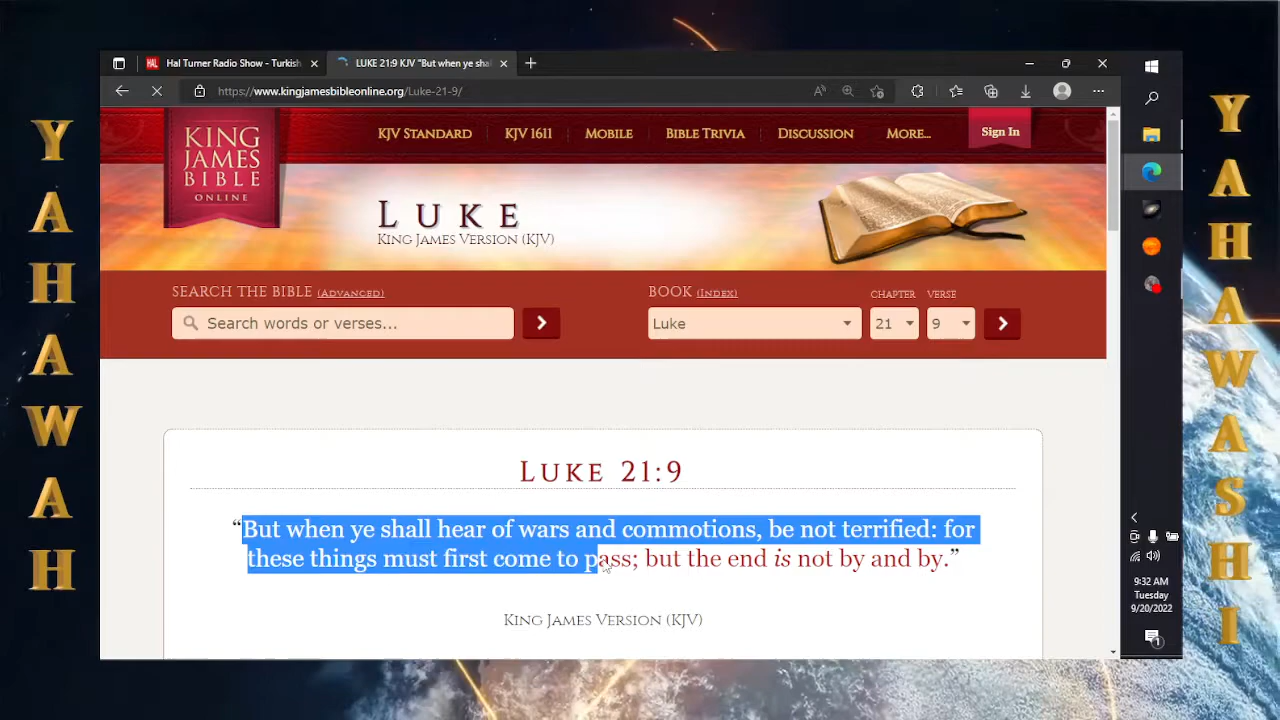 Y
A
H
A
W
A
H
Hal Turner Radio Show - Turkish
LUKE 21:9 KJV "But when ye shal
https://www.kingjamesbibleonline.org/Luke-21-9/
KING
JAMES
BIBLE
ONLINE
KJV STANDARD
KJV 1611
MOBILE
BIBLE TRIVIA
DISCUSSION
MORE...
Sign In
LUKE
KING JAMES VERSION (KJV)
SEARCH THE BIBLE (ADVANCED)
BOOK (INDEX)
CHAPTER
VERSE
Search words or verses...
Luke
21
9
LUKE 21:9
“But when ye shall hear of wars and commotions, be not terrified: for
these things must first come to pass; but the end is not by and by.”
KING JAMES VERSION (KJV)
9:32 AM
Tuesday
9/20/2022
1
Y
A
H
A
W
A
S
H
I